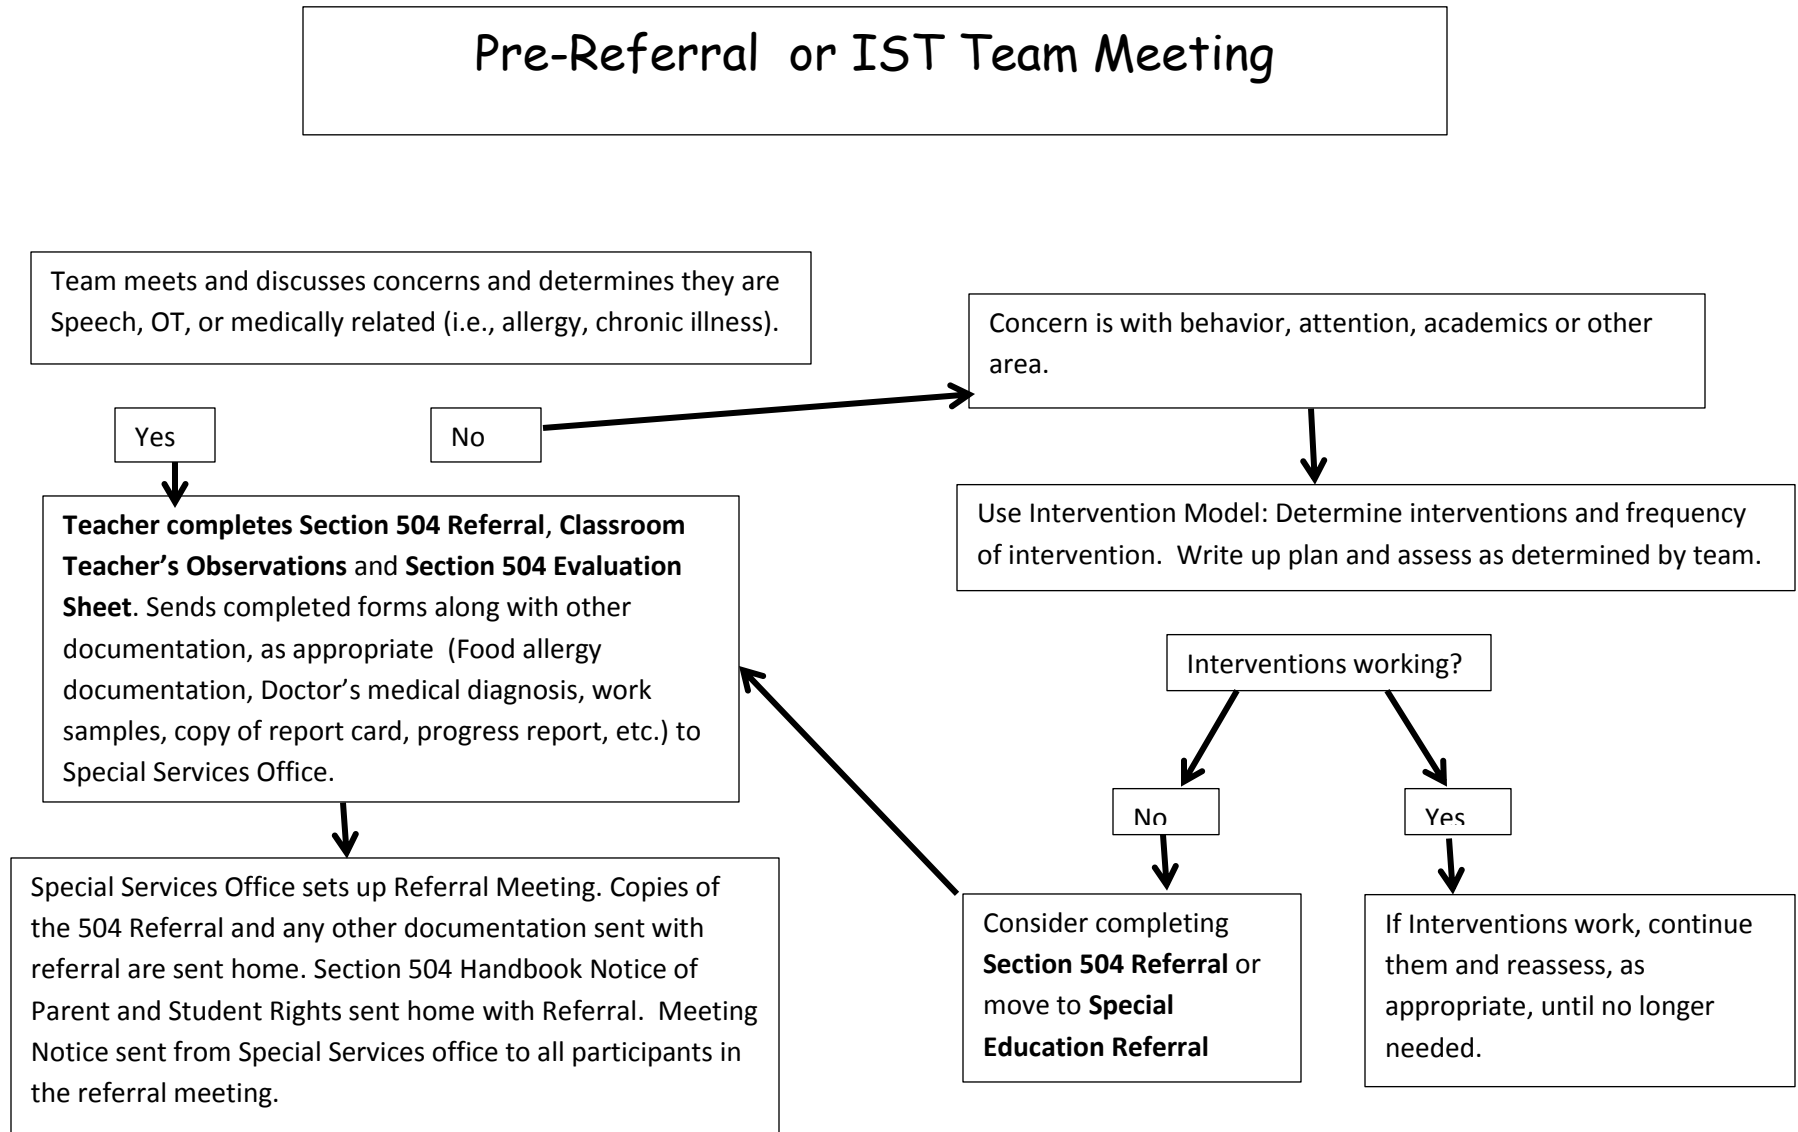 Pre-Referral or IST Team Meeting
Team meets and discusses concerns and determines they are
Speech, OT, or medically related (i.e., allergy, chronic illness).
Concern is with behavior, attention, academics or other
area.
Yes
No
Teacher completes Section 504 Referral, Classroom
Teacher’s Observations and Section 504 Evaluation
Sheet. Sends completed forms along with other
documentation, as appropriate (Food allergy
documentation, Doctor’s medical diagnosis, work
samples, copy of report card, progress report, etc.) to
Special Services Office.
Use Intervention Model: Determine interventions and frequency
of intervention. Write up plan and assess as determined by team.
Interventions working?
No
Yes
Special Services Office sets up Referral Meeting. Copies of
the 504 Referral and any other documentation sent with
referral are sent home. Section 504 Handbook Notice of
Parent and Student Rights sent home with Referral. Meeting
Notice sent from Special Services office to all participants in
the referral meeting.
Consider completing
Section 504 Referral or
move to Special
Education Referral
If Interventions work, continue
them and reassess, as
appropriate, until no longer
needed.